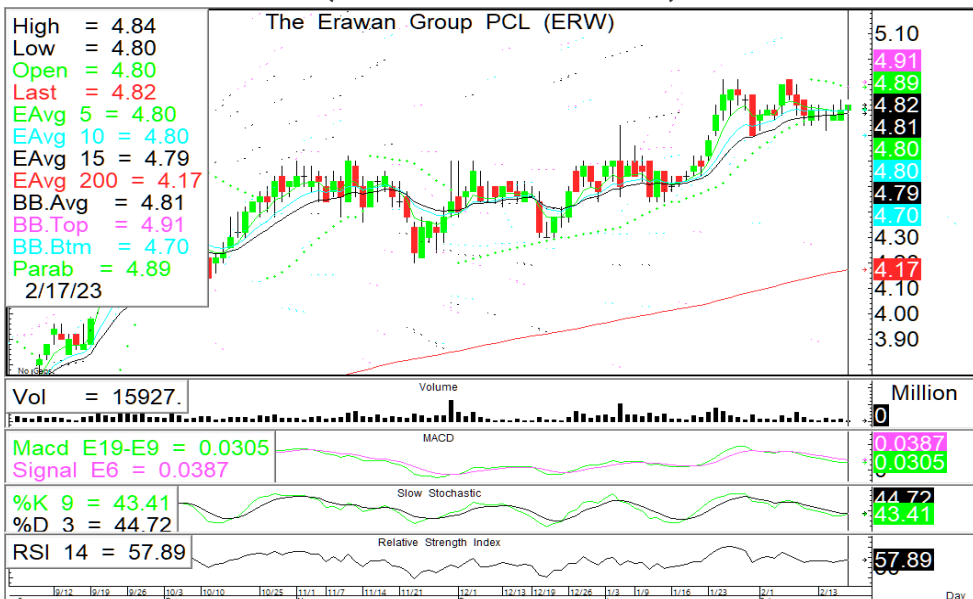 The Erawan Group PCL (ERW)
High = 4.84
Low = 4.80
Open = 4.80
Last = 4.82
EAvg 5 = 4.80
EAvg 10 = 4.80
EAvg 15 = 4.79
EAvg 200 = 4.17
BB.Avg = 4.81
BB.Top = 4.91
BB.Btm = 4.70
Parab = 4.89
2/17/23
5.10
4.91
4.89
4.82
4.81
4.80
4.80
4.79
4.70
4.30
4.17
4.10
4.00
3.90
Volume
Vol = 15927.
Million
0
MACD
Macd E19-E9 = 0.0305
Signal E6 = 0.0387
0.0387
0.0305
Slow Stochastic
%K 9 = 43.41
%D 3 = 44.72
44.72
43.41
Relative Strength Index
RSI 14 = 57.89
57.89
9/12 9/19 9/26 10/3 10/10 10/25 11/1 11/7 11/14 11/21 12/1 12/13 12/19 12/26 1/3 1/9 1/16 1/23 2/1 2/13 Day